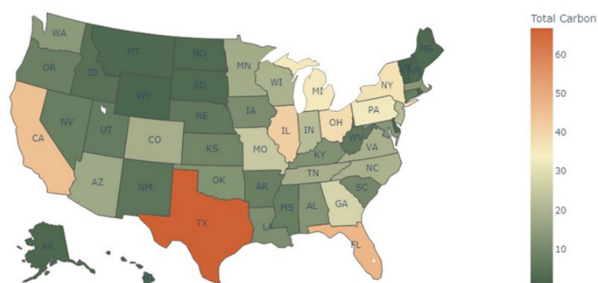 Total Carbon
60
50
40
30
20
10
WA
MT
ND
ME
OR
ID
SD
MN
WI
MI
NY
WY
NE
IA
PA
NV
UT
CO
KS
MO
IL
IN
OH
WV
VA
CA
KY
AZ
NM
OK
AR
TN
NC
SC
TX
LA
MS
AL
GA
FL
AK